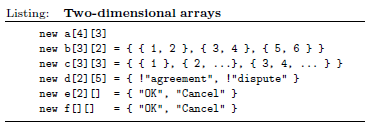 Listing: Two-dimensional arrays
new a[4][3]
new b[3][2] = { { 1, 2 }, { 3, 4 }, { 5, 6 } }
new c[3][3] = { { 1 }, { 2, ...}, { 3, 4, ... } }
new d[2][5] = { !"agreement", !"dispute" }
new e[2][] = { "OK", "Cancel" }
new f[][] = { "OK", "Cancel" }